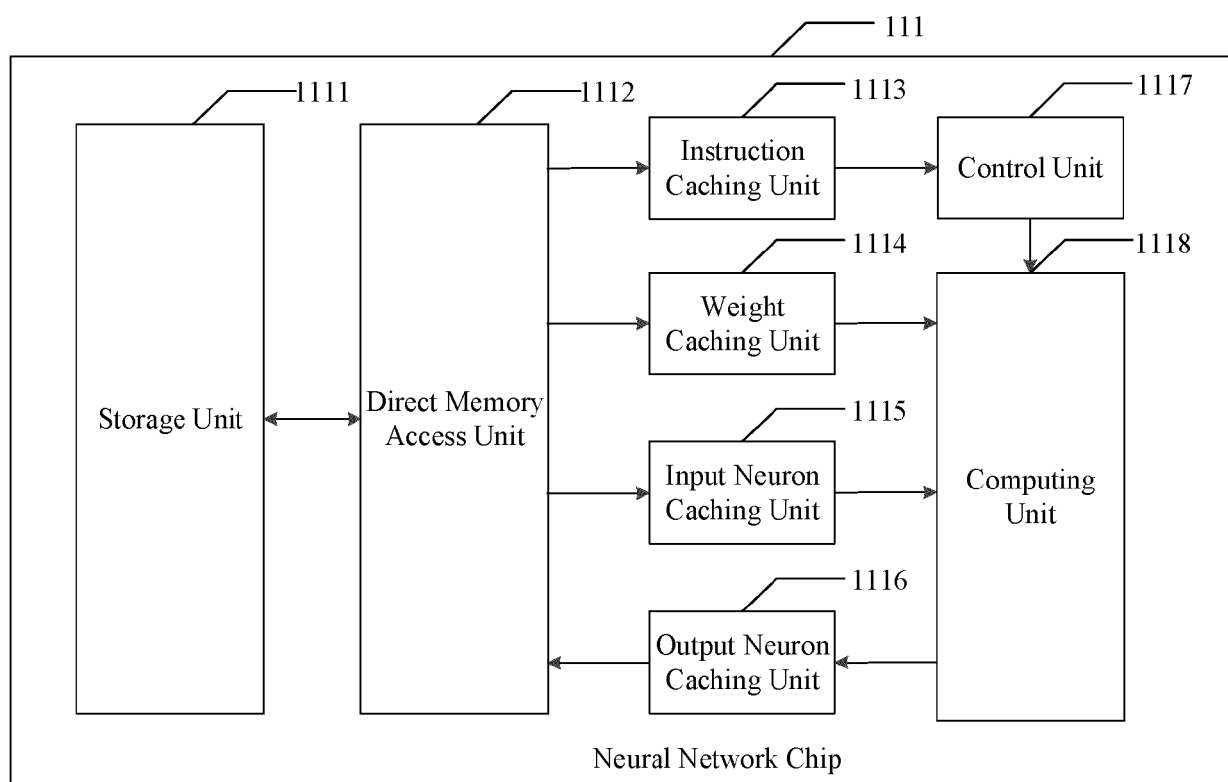 111
1111
1112
1113
1117
Instruction
Caching Unit
Control Unit
1114
1118
Weight
Caching Unit
Storage Unit
Direct Memory
Access Unit
1115
Input Neuron
Caching Unit
Computing
Unit
1116
Output Neuron
Caching Unit
Neural Network Chip